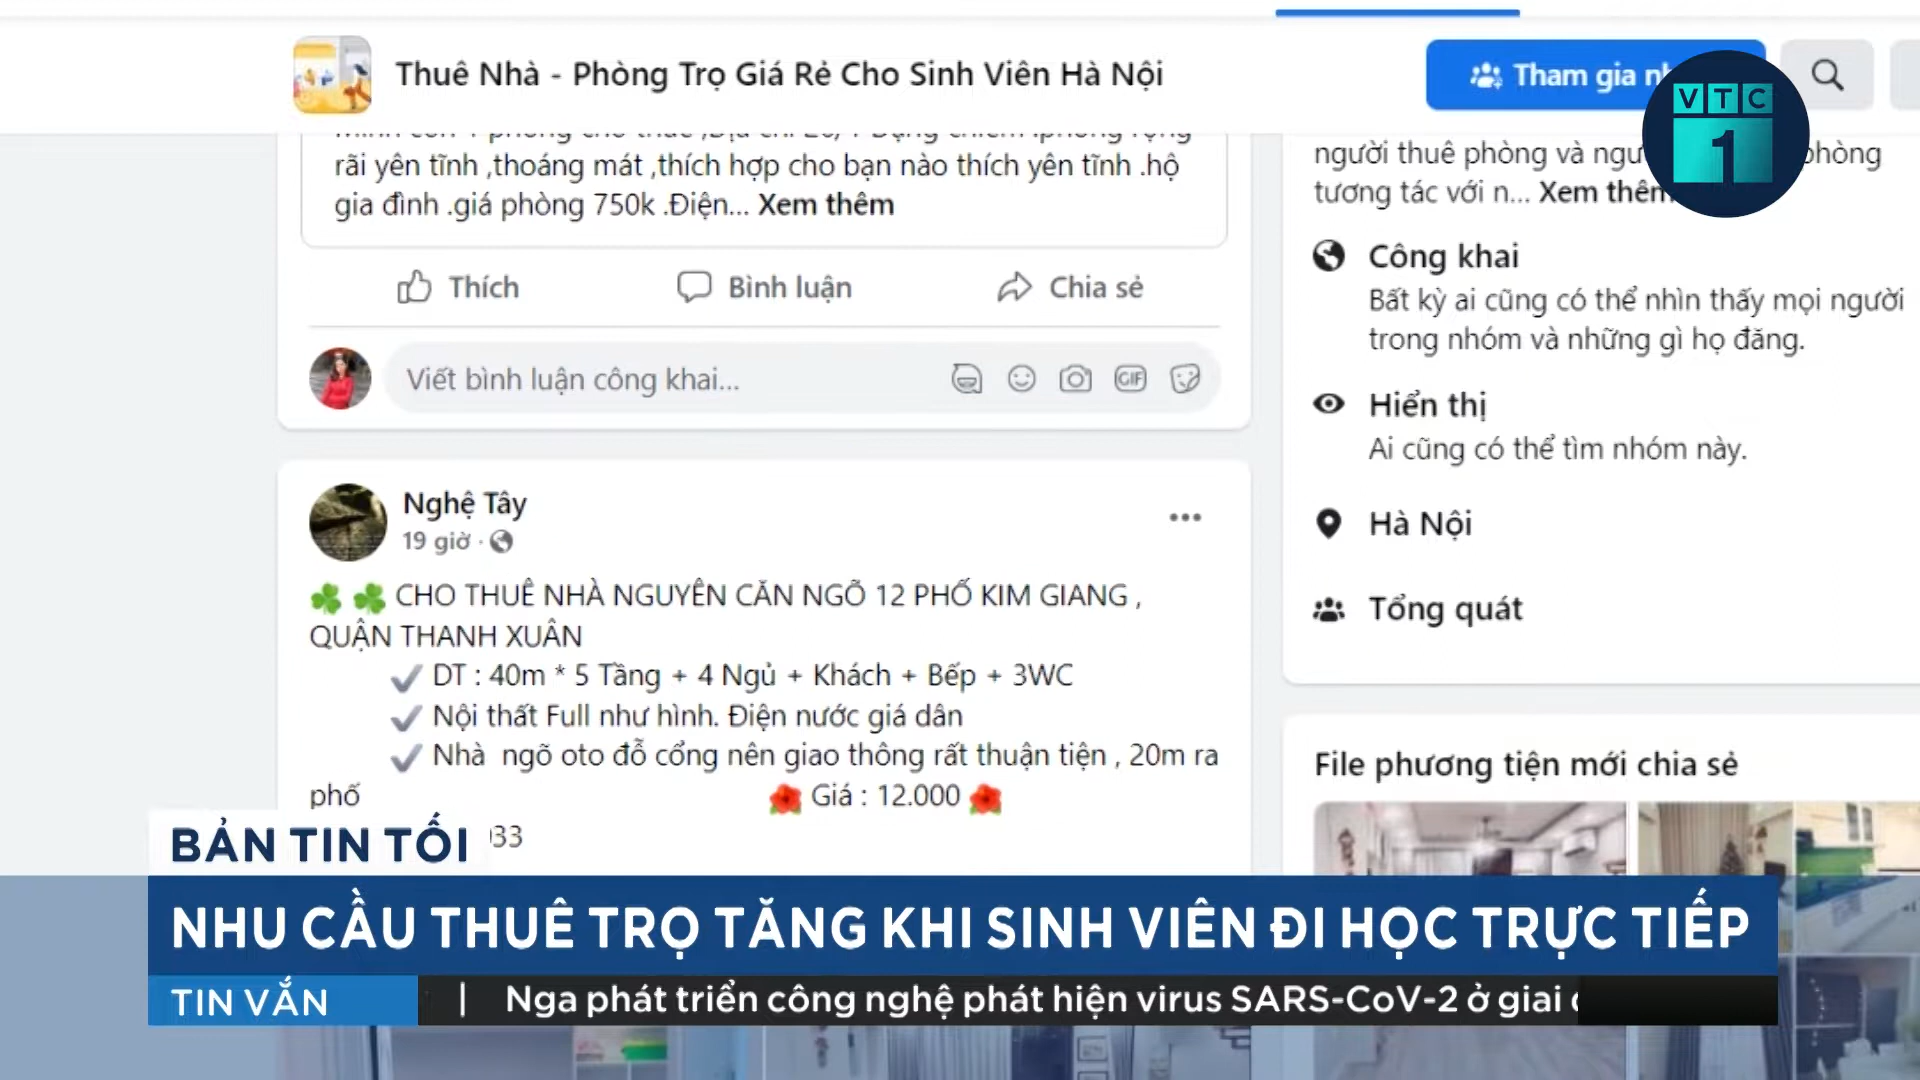 Thuê Nhà - Phòng Trọ Giá Rẻ Cho Sinh Viên Hà Nội
Tham gia
VTC
1
rãi yên tĩnh ,thoáng mát ,thích hợp cho bạn nào thích yên tĩnh .hộ
gia đình .giá phòng 750k .Điện... Xem thêm
Thích
Bình luận
Chia sẻ
Viết bình luận công khai...
GIF
người thuê phòng và
tương tác với n... Xem thêm
Công khai
Bất kỳ ai cũng có thể nhìn thấy mọi người
trong nhóm và những gì họ đăng.
Hiển thị
Ai cũng có thể tìm nhóm này.
Hà Nội
Tổng quát
File phương tiện mới chia sẻ
Nghệ Tây
19 giờ ·
CHO THUÊ NHÀ NGUYÊN CĂN NGÕ 12 PHỐ KIM GIANG ,
QUẬN THANH XUÂN
DT : 40m * 5 Tầng + 4 Ngủ + Khách + Bếp + 3WC
Nội thất Full như hình. Điện nước giá dân
Nhà ngõ oto đỗ cổng nên giao thông rất thuận tiện , 20m ra
phố Giá : 12.000
33
BẢN TIN TỐI
NHU CẦU THUÊ TRỌ TĂNG KHI SINH VIÊN ĐI HỌC TRỰC TIẾP
TIN VẮN | Nga phát triển công nghệ phát hiện virus SARS-CoV-2 ở giai